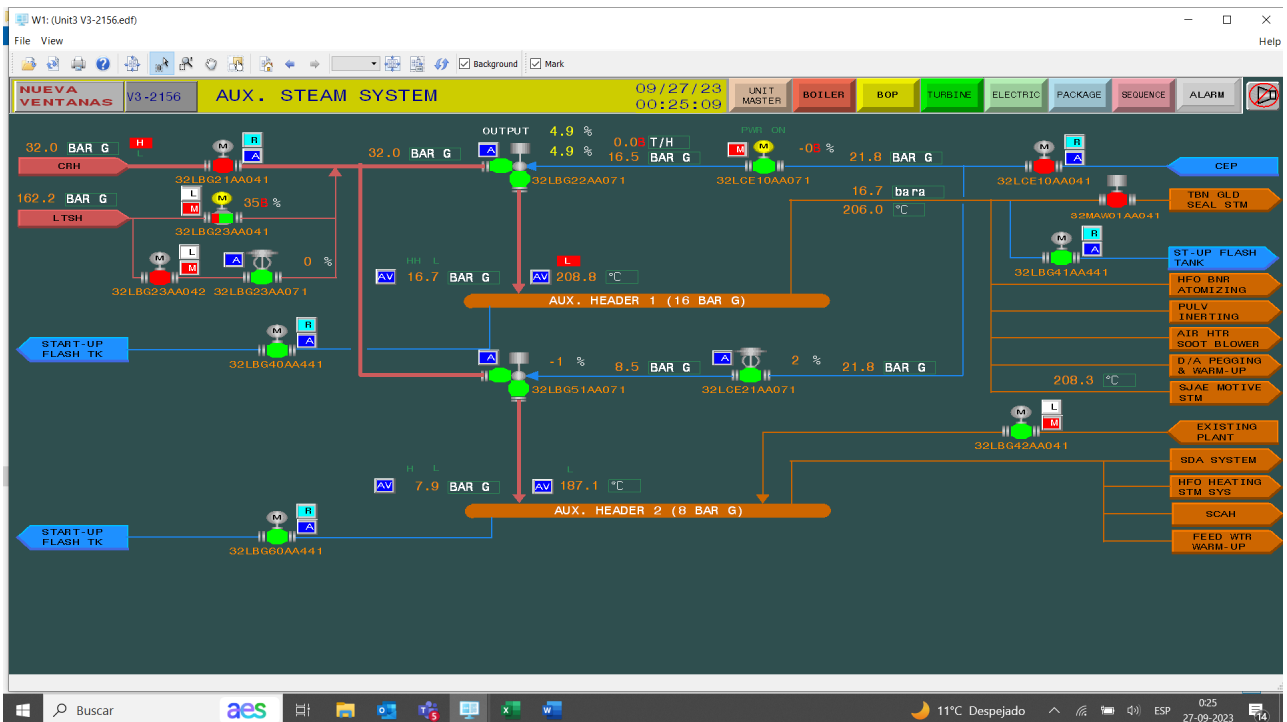 W1: (Unit3 V3-2156.edf)
File View
Help
Background
Mark
NUEVA
VENTANAS
V3-2156
AUX. STEAM SYSTEM
09/27/23
00:25:09
UNIT
MASTER
BOILER
BOP
TURBINE
ELECTRIC
PACKAGE
SEQUENCE
ALARM
OUTPUT 4.9 %
4.9 %
PWR ON
32.0 BAR G
H
L
M
R
A
CRH
32LBG21AA041
32.0 BAR G
A
0.0 T/H
16.5 BAR G
32LBG22AA071
M
M
-0 %
32LCE10AA071
21.8 BAR G
M
R
A
32LCE10AA041
CEP
162.2 BAR G
LTSH
L
M
M
35 %
32LBG23AA041
16.7 bara
206.0 °C
32MAW01AA041
TBN GLD
SEAL STM
M
L
M
32LBG23AA042
A
0 %
32LBG23AA071
HH L
AV 16.7 BAR G
L
AV 208.8 °C
M
R
A
32LBG41AA441
ST-UP FLASH
TANK
HFO BNR
ATOMIZING
AUX. HEADER 1 (16 BAR G)
PULV
INERTING
START-UP
FLASH TK
M
R
A
32LBG40AA441
AIR HTR
SOOT BLOWER
A
-1 %
32LBG51AA071
8.5 BAR G
A
2 %
32LCE21AA071
21.8 BAR G
D/A PEGGING
& WARM-UP
208.3 °C
SJAE MOTIVE
STM
M
L
M
32LBG42AA041
EXISTING
PLANT
H L
AV 7.9 BAR G
L
AV 187.1 °C
SDA SYSTEM
HFO HEATING
STM SYS
AUX. HEADER 2 (8 BAR G)
SCAH
START-UP
FLASH TK
M
R
A
32LBG60AA441
FEED WTR
WARM-UP
Buscar
aes
11°C Despejado
ESP
0:25
27-09-2023
14